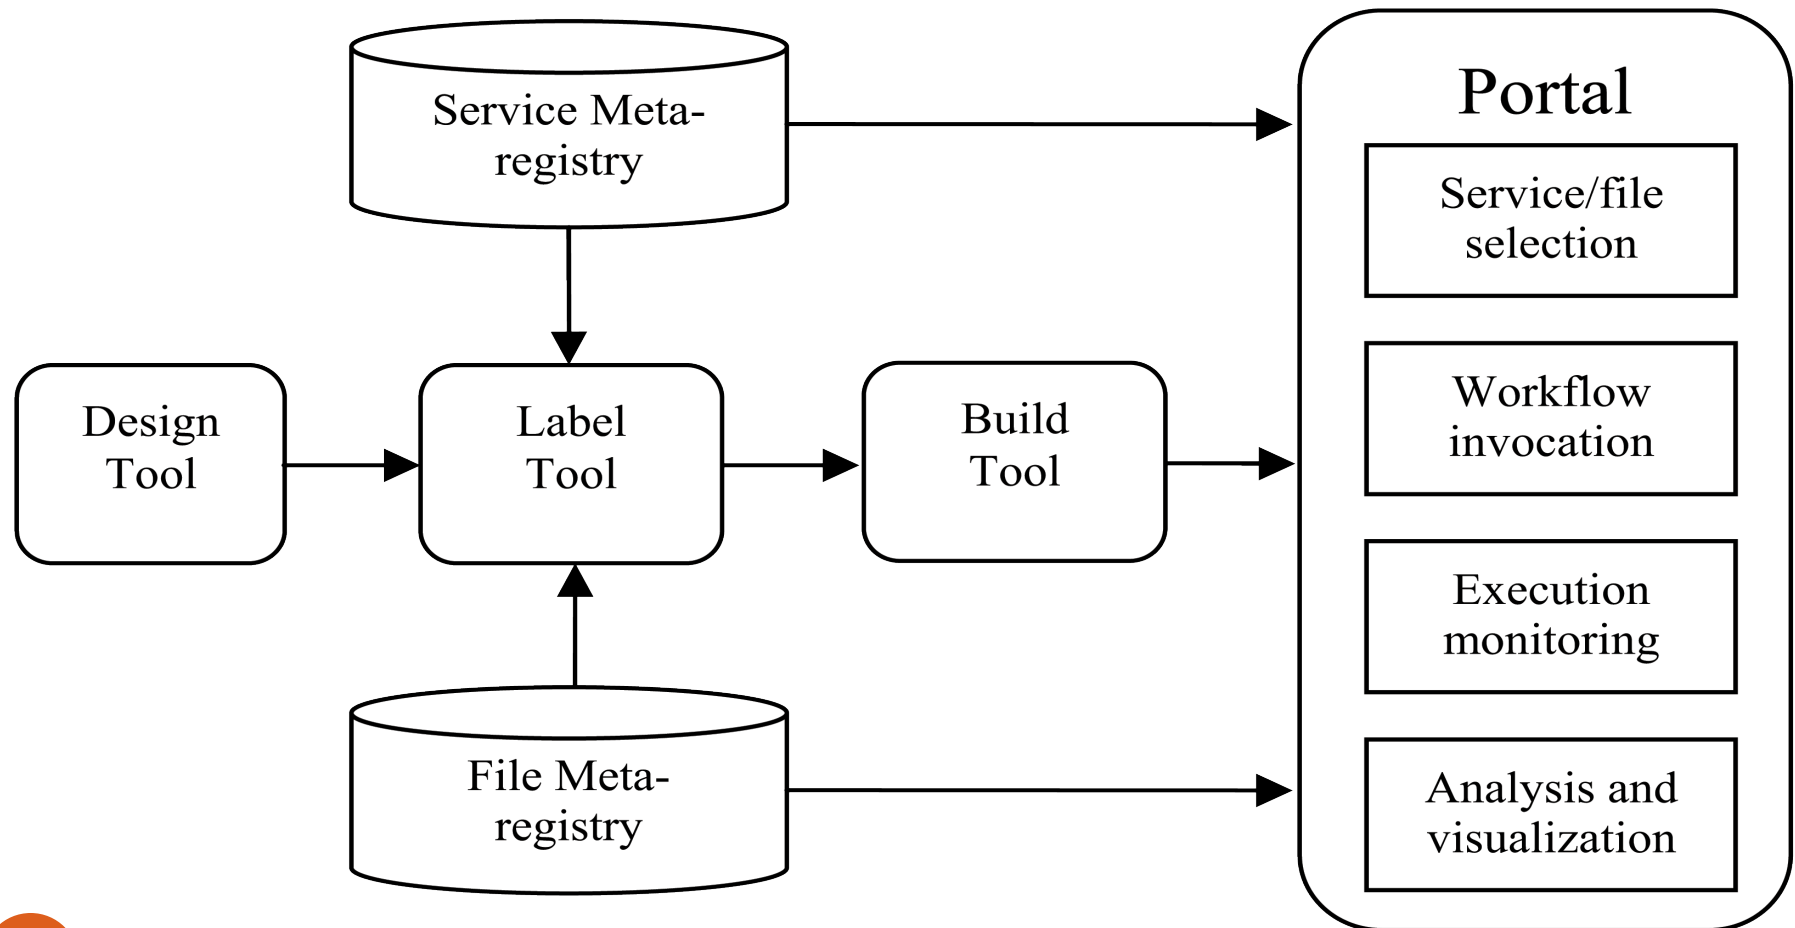 Service Meta-
registry
Portal
Service/file
selection
Design
Tool
Label
Tool
Build
Tool
Workflow
invocation
Execution
monitoring
File Meta-
registry
Analysis and
visualization